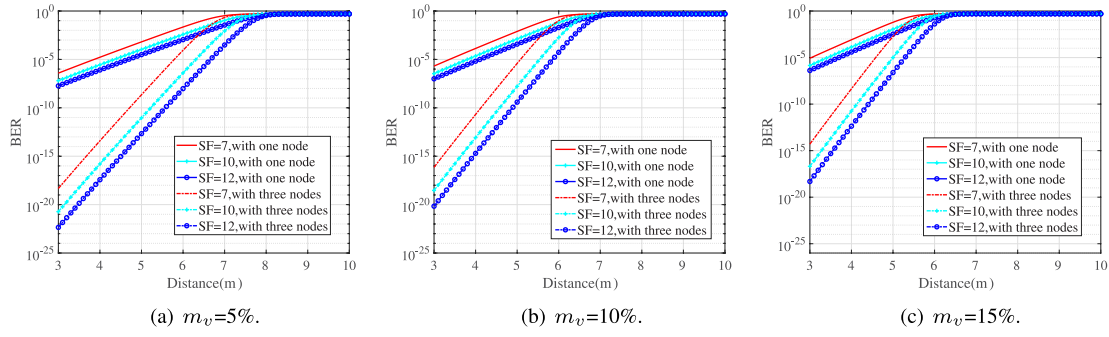 10^0
10^-5
10^-10
10^-15
10^-20
10^-25
BER
3 4 5 6 7 8 9 10
Distance(m)
SF=7,with one node
SF=10,with one node
SF=12,with one node
SF=7,with three nodes
SF=10,with three nodes
SF=12,with three nodes
(a) m_v=5%.
10^0
10^-5
10^-10
10^-15
10^-20
10^-25
BER
3 4 5 6 7 8 9 10
Distance(m)
SF=7,with one node
SF=10,with one node
SF=12,with one node
SF=7,with three nodes
SF=10,with three nodes
SF=12,with three nodes
(b) m_v=10%.
10^0
10^-5
10^-10
10^-15
10^-20
10^-25
BER
3 4 5 6 7 8 9 10
Distance(m)
SF=7,with one node
SF=10,with one node
SF=12,with one node
SF=7,with three nodes
SF=10,with three nodes
SF=12,with three nodes
(c) m_v=15%.